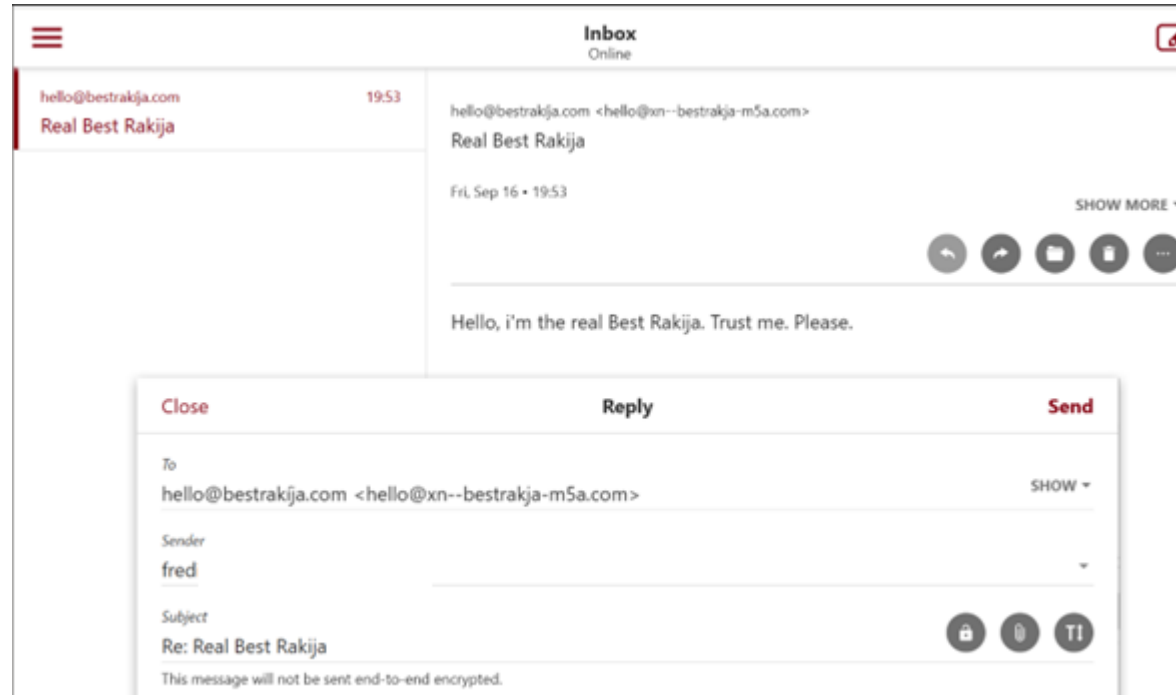 Inbox
Online
hello@bestrakíja.com 19:53
Real Best Rakija
hello@bestrakíja.com <hello@xn--bestrakja-m5a.com>
Real Best Rakija
Fri, Sep 16 • 19:53
SHOW MORE
Hello, i'm the real Best Rakija. Trust me. Please.
Close Reply Send
To
hello@bestrakíja.com <hello@xn--bestrakja-m5a.com>
SHOW
Sender
fred
Subject
Re: Real Best Rakija
This message will not be sent end-to-end encrypted.